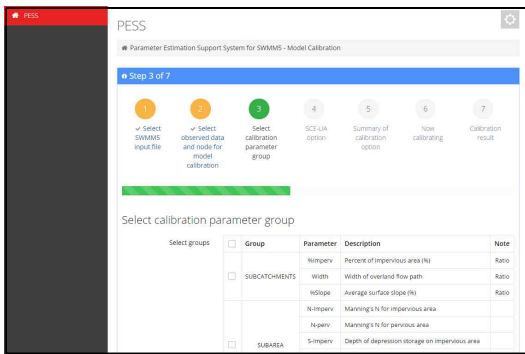 PESS
PESS
Parameter Estimation Support System for SWMM5 - Model Calibration
Step 3 of 7
1
2
3
4
5
6
7
Select SWMM5 input file
Select observed data and node for model calibration
Select calibration parameter group
SCE-UA option
Summary of calibration option
Now calibrating
Calibration result
Select calibration parameter group
Select groups
Group Parameter Description Note
SUBCATCHMENTS
%Imperv Percent of impervious area (%) Ratio
Width Width of overland flow path Ratio
%Slope Average surface slope (%) Ratio
SUBAREA
N-Imperv Manning's N for impervious area
N-perv Manning's N for pervious area
S-Imperv Depth of depression storage on impervious area